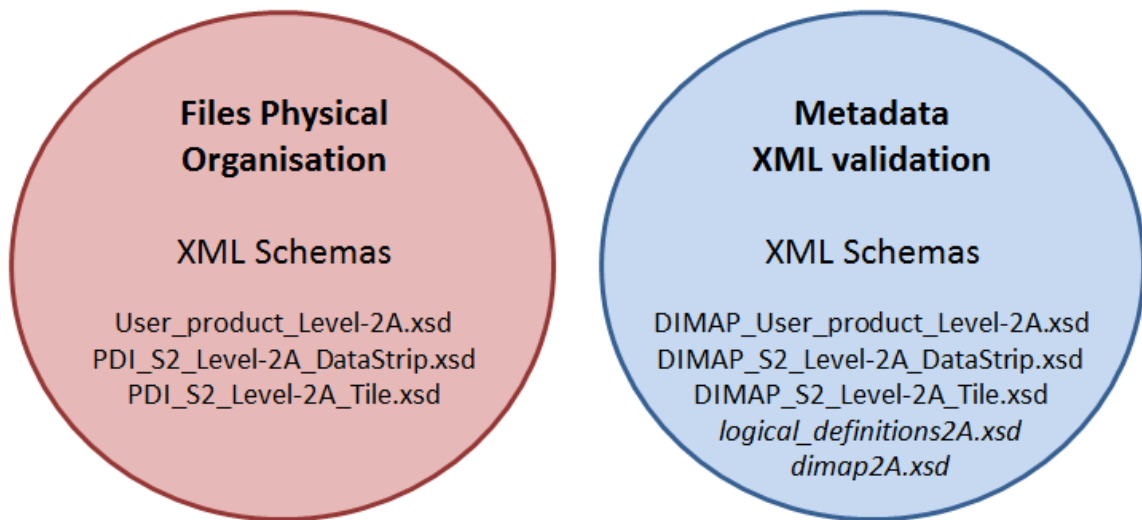 Files Physical
Organisation
XML Schemas
User_product_Level-2A.xsd
PDI_S2_Level-2A_DataStrip.xsd
PDI_S2_Level-2A_Tile.xsd
Metadata
XML validation
XML Schemas
DIMAP_User_product_Level-2A.xsd
DIMAP_S2_Level-2A_DataStrip.xsd
DIMAP_S2_Level-2A_Tile.xsd
logical_definitions2A.xsd
dimap2A.xsd